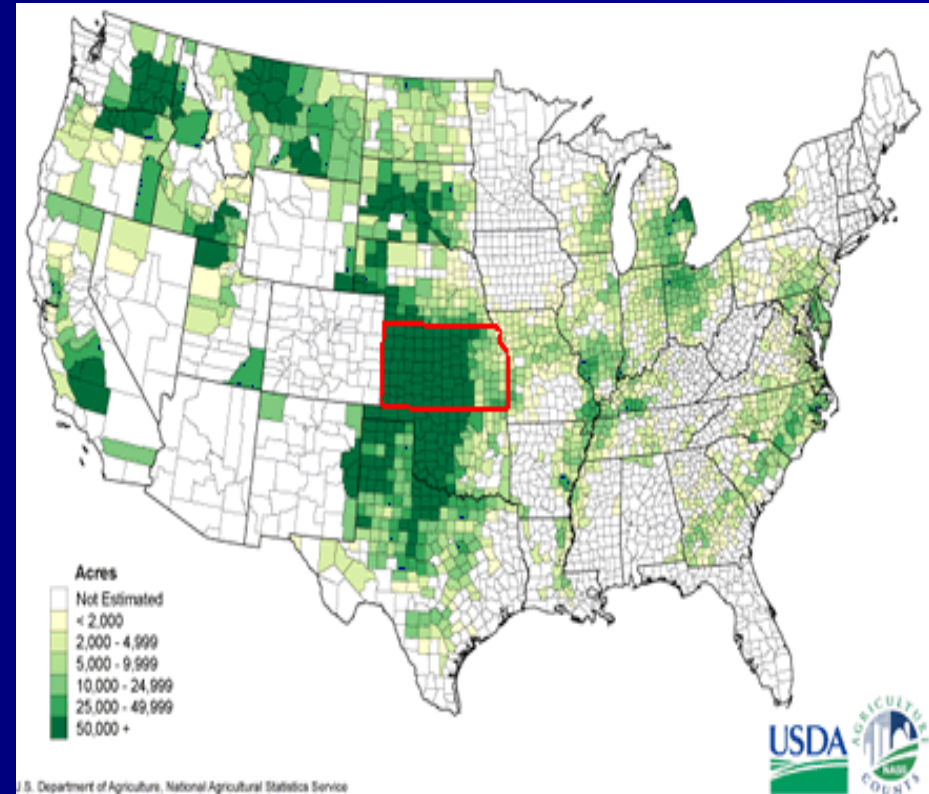 Acres
Not Estimated
< 2,000
2,000 - 4,999
5,000 - 9,999
10,000 - 24,999
25,000 - 49,999
50,000 +
USDA
AGRICULTURE
NASS
COUNTS
U.S. Department of Agriculture, National Agricultural Statistics Service